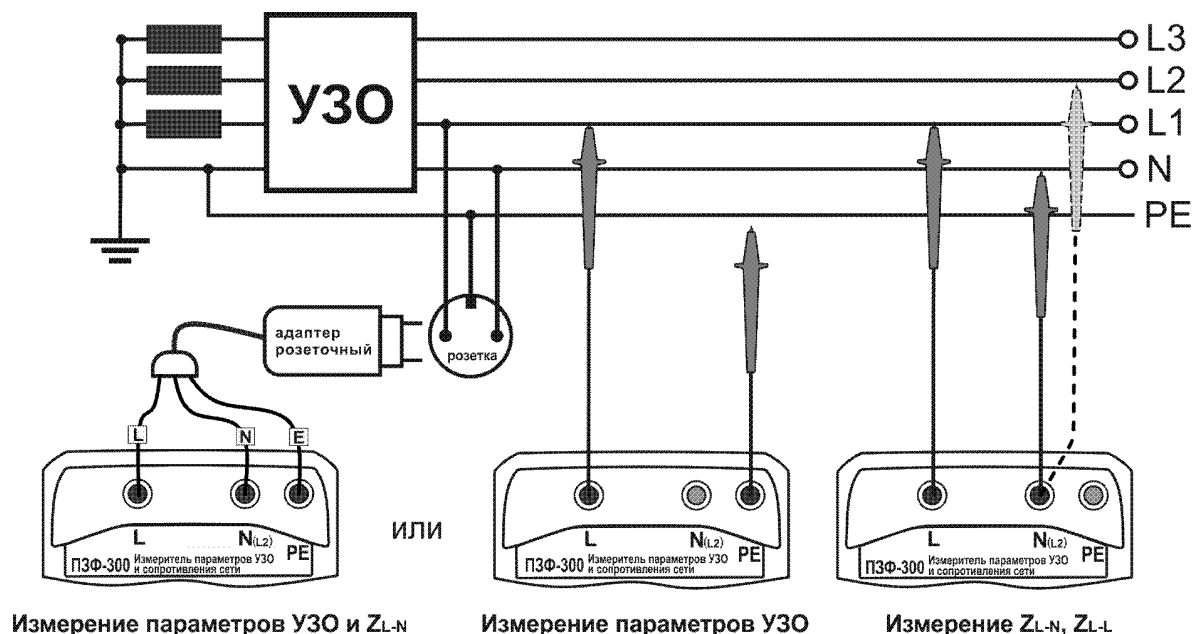 УЗО
L3
L2
L1
N
PE
адаптер
розеточный
розетка
L
N
E
L
N(L2)
PE
ПЗФ-300 Измеритель параметров УЗО
и сопротивления сети
или
L
N(L2)
PE
ПЗФ-300 Измеритель параметров УЗО
и сопротивления сети
L
N(L2)
PE
ПЗФ-300 Измеритель параметров УЗО
и сопротивления сети
Измерение параметров УЗО и ZL-N
Измерение параметров УЗО
Измерение ZL-N, ZL-L